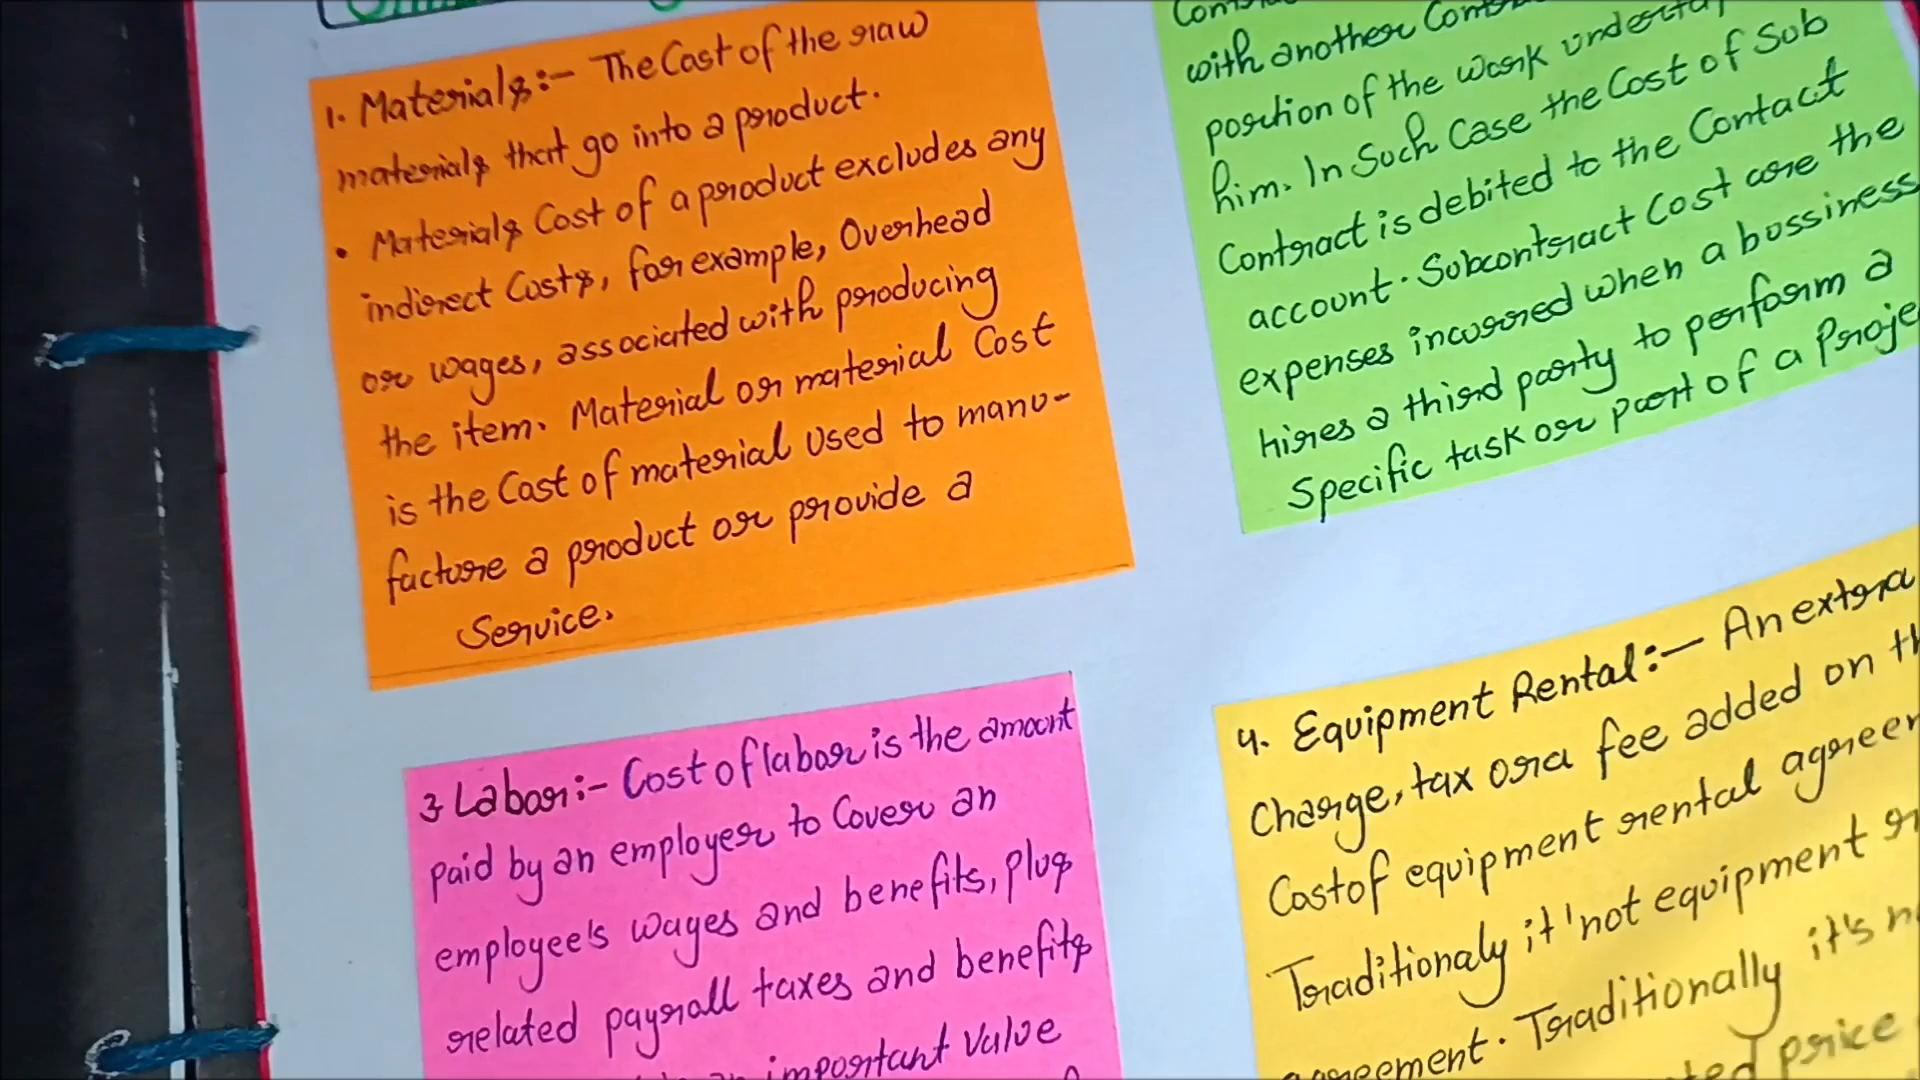 1. Materials:- The Cost of the raw
materials that go into a product.
• Materials Cost of a product excludes any
indirect Costs, for example, Overhead
or wages, associated with producing
the item. Material or material Cost
is the Cost of material used to manu-
facture a product or provide a
Service.
with another
portion of the work
him. In Such Case the Cost of Sub
Contract is debited to the Contact
account. Subcontract Cost are the
expenses incurred when a bussiness
hires a third party to perform a
Specific task or part of a Proje
3 Labor:- Cost of labor is the amount
paid by an employer to Cover an
employee's wages and benefits, plus
related payroll taxes and benefits
important value
4. Equipment Rental:- An extra
Charge, tax or a fee added on th
Cost of equipment rental agreem
Traditionaly it'not equipment r
agreement. Traditionally it's n
price